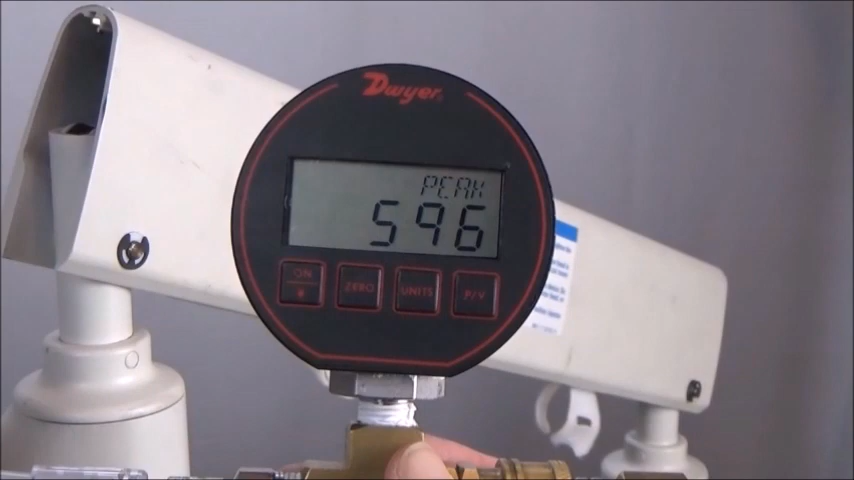 Dwyer
PEAK
596
ON
ZERO
UNITS
P/V